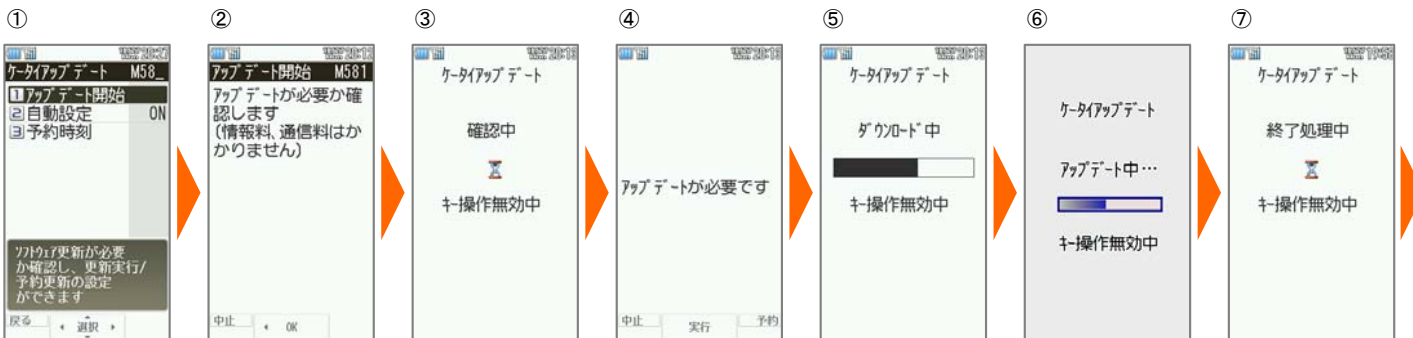 ①
20:27
ケータイアップデート M58_
1アップデート開始
2自動設定 ON
3予約時刻
ソフトウェア更新が必要
か確認し、更新実行/
予約更新の設定
ができます
戻る 選択
②
アップデート開始 M581
アップデートが必要か確
認します
(情報料、通信料はか
かりません)
中止 OK
③
ケータイアップデート
確認中
キー操作無効中
④
アップデートが必要です
中止 実行 予約
⑤
ケータイアップデート
ダウンロード中
キー操作無効中
⑥
ケータイアップデート
アップデート中…
キー操作無効中
⑦
ケータイアップデート
終了処理中
キー操作無効中